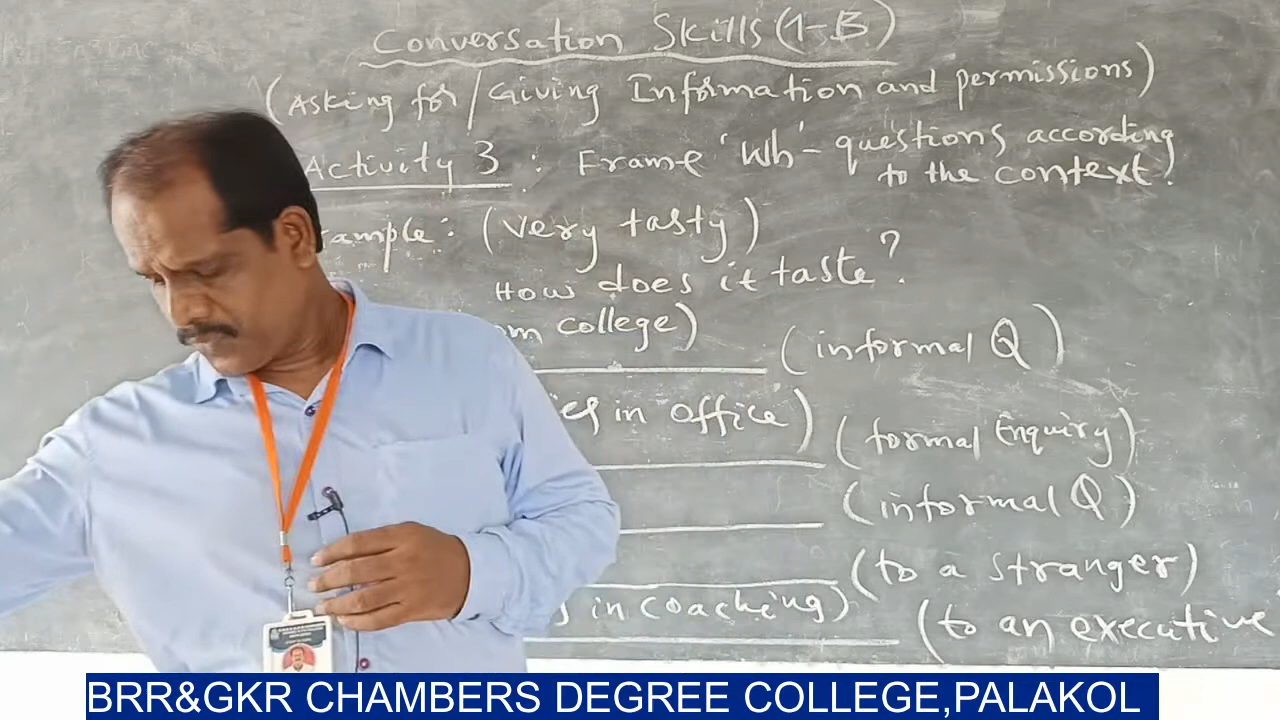 Conversation Skills (1-B)
(Asking for / Giving Information and permissions)
Activity 3 : Frame 'Wh'- questions according
to the context.
ample : (very tasty)
How does it taste?
om college)
(informal Q)
in office)
(formal Enquiry)
(informal Q)
(to a stranger)
in coaching)
(to an executive
BRR&GKR CHAMBERS DEGREE COLLEGE,PALAKOL